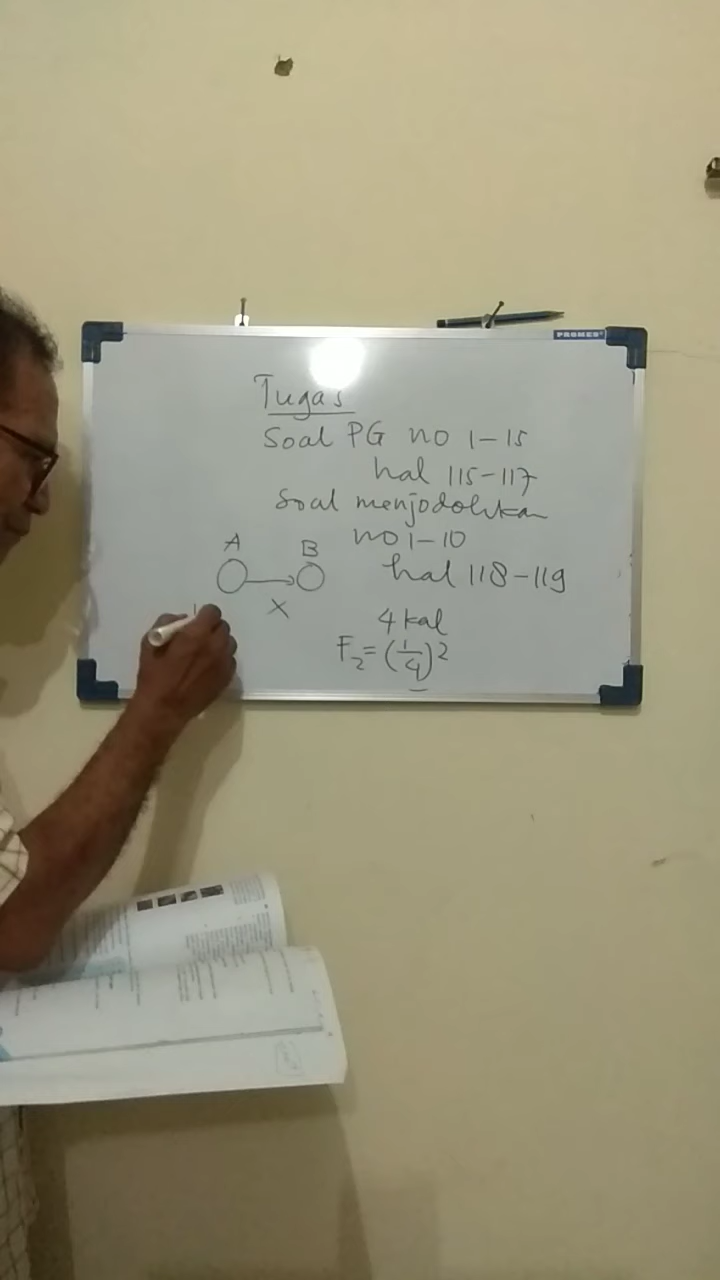 PROMES
Tugas
Soal PG no 1-15
hal 115-117
Soal menjodohkan
no 1-10
hal 118-119
A B
X
4 kal
F₂=(1/4)²